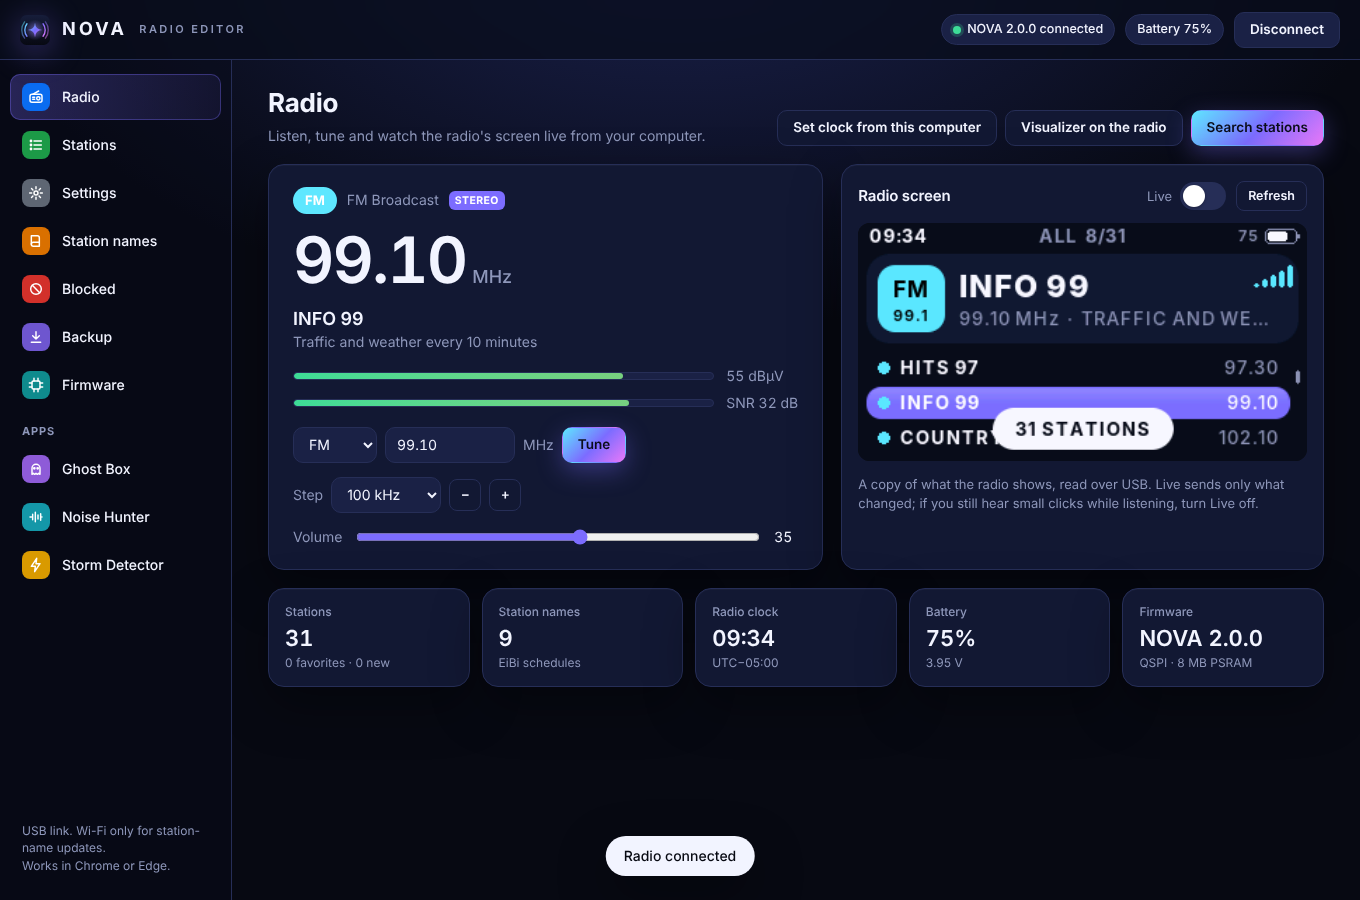 NOVA RADIO EDITOR
NOVA 2.0.0 connected
Battery 75%
Disconnect
Radio
Stations
Settings
Station names
Blocked
Backup
Firmware
APPS
Ghost Box
Noise Hunter
Storm Detector
USB link. Wi-Fi only for station-
name updates.
Works in Chrome or Edge.
Radio
Listen, tune and watch the radio's screen live from your computer.
Set clock from this computer
Visualizer on the radio
Search stations
FM FM Broadcast STEREO
99.10 MHz
INFO 99
Traffic and weather every 10 minutes
55 dBµV
SNR 32 dB
FM 99.10 MHz Tune
Step 100 kHz − +
Volume 35
Radio screen
Live
Refresh
09:34 ALL 8/31 75
FM
99.1
INFO 99
99.10 MHz · TRAFFIC AND WE...
HITS 97 97.30
INFO 99 99.10
COUNTRY 102.10
31 STATIONS
A copy of what the radio shows, read over USB. Live sends only what
changed; if you still hear small clicks while listening, turn Live off.
Stations
31
0 favorites · 0 new
Station names
9
EiBi schedules
Radio clock
09:34
UTC−05:00
Battery
75%
3.95 V
Firmware
NOVA 2.0.0
QSPI · 8 MB PSRAM
Radio connected